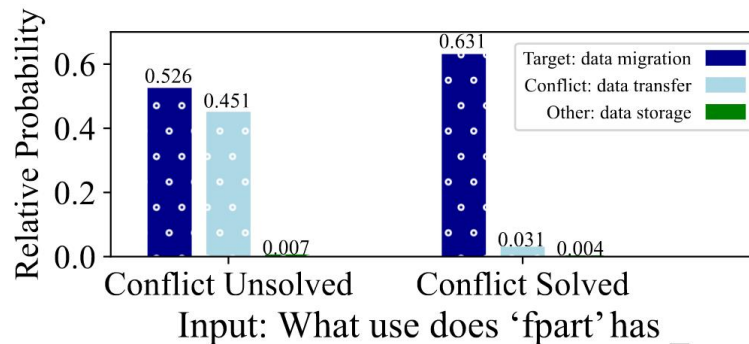 Relative Probability
0.6
0.4
0.2
0.0
0.526
0.451
0.007
0.631
0.031
0.004
Target: data migration
Conflict: data transfer
Other: data storage
Conflict Unsolved
Conflict Solved
Input: What use does ‘fpart’ has _